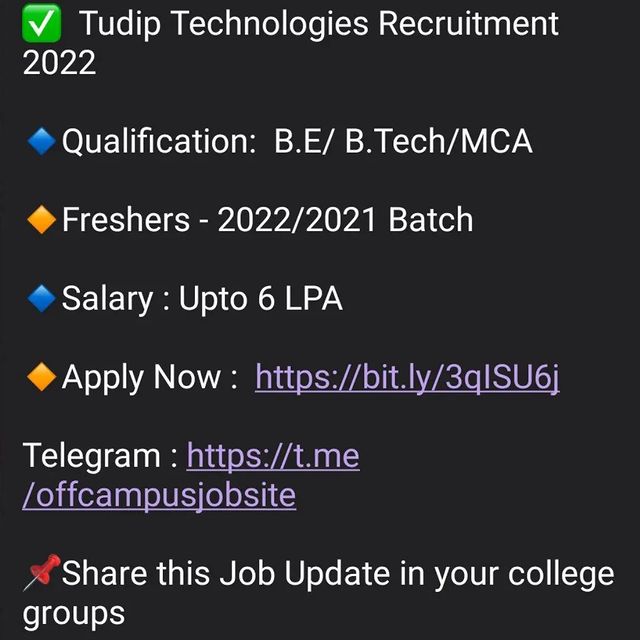 ✅ Tudip Technologies Recruitment
2022
🔷Qualification: B.E/ B.Tech/MCA
🔶Freshers - 2022/2021 Batch
🔷Salary : Upto 6 LPA
🔶Apply Now : https://bit.ly/3qISU6j
Telegram : https://t.me
/offcampusjobsite
📌Share this Job Update in your college
groups